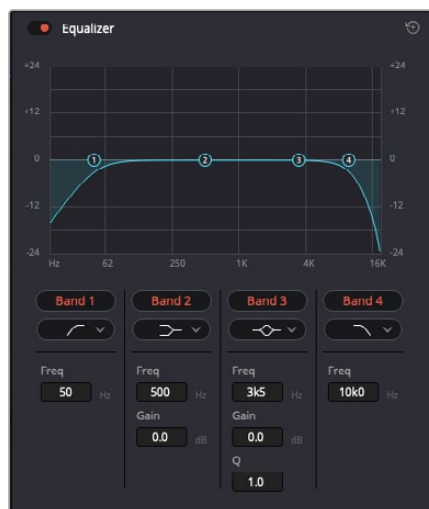 Equalizer
+24 +24
+12 +12
0 0
-12 -12
-24 -24
1 2 3 4
Hz 62 250 1K 4K 16K
Band 1 Band 2 Band 3 Band 4
Freq Freq Freq Freq
50 Hz 500 Hz 3k5 Hz 10k0 Hz
Gain Gain
0.0 dB 0.0 dB
Q
1.0